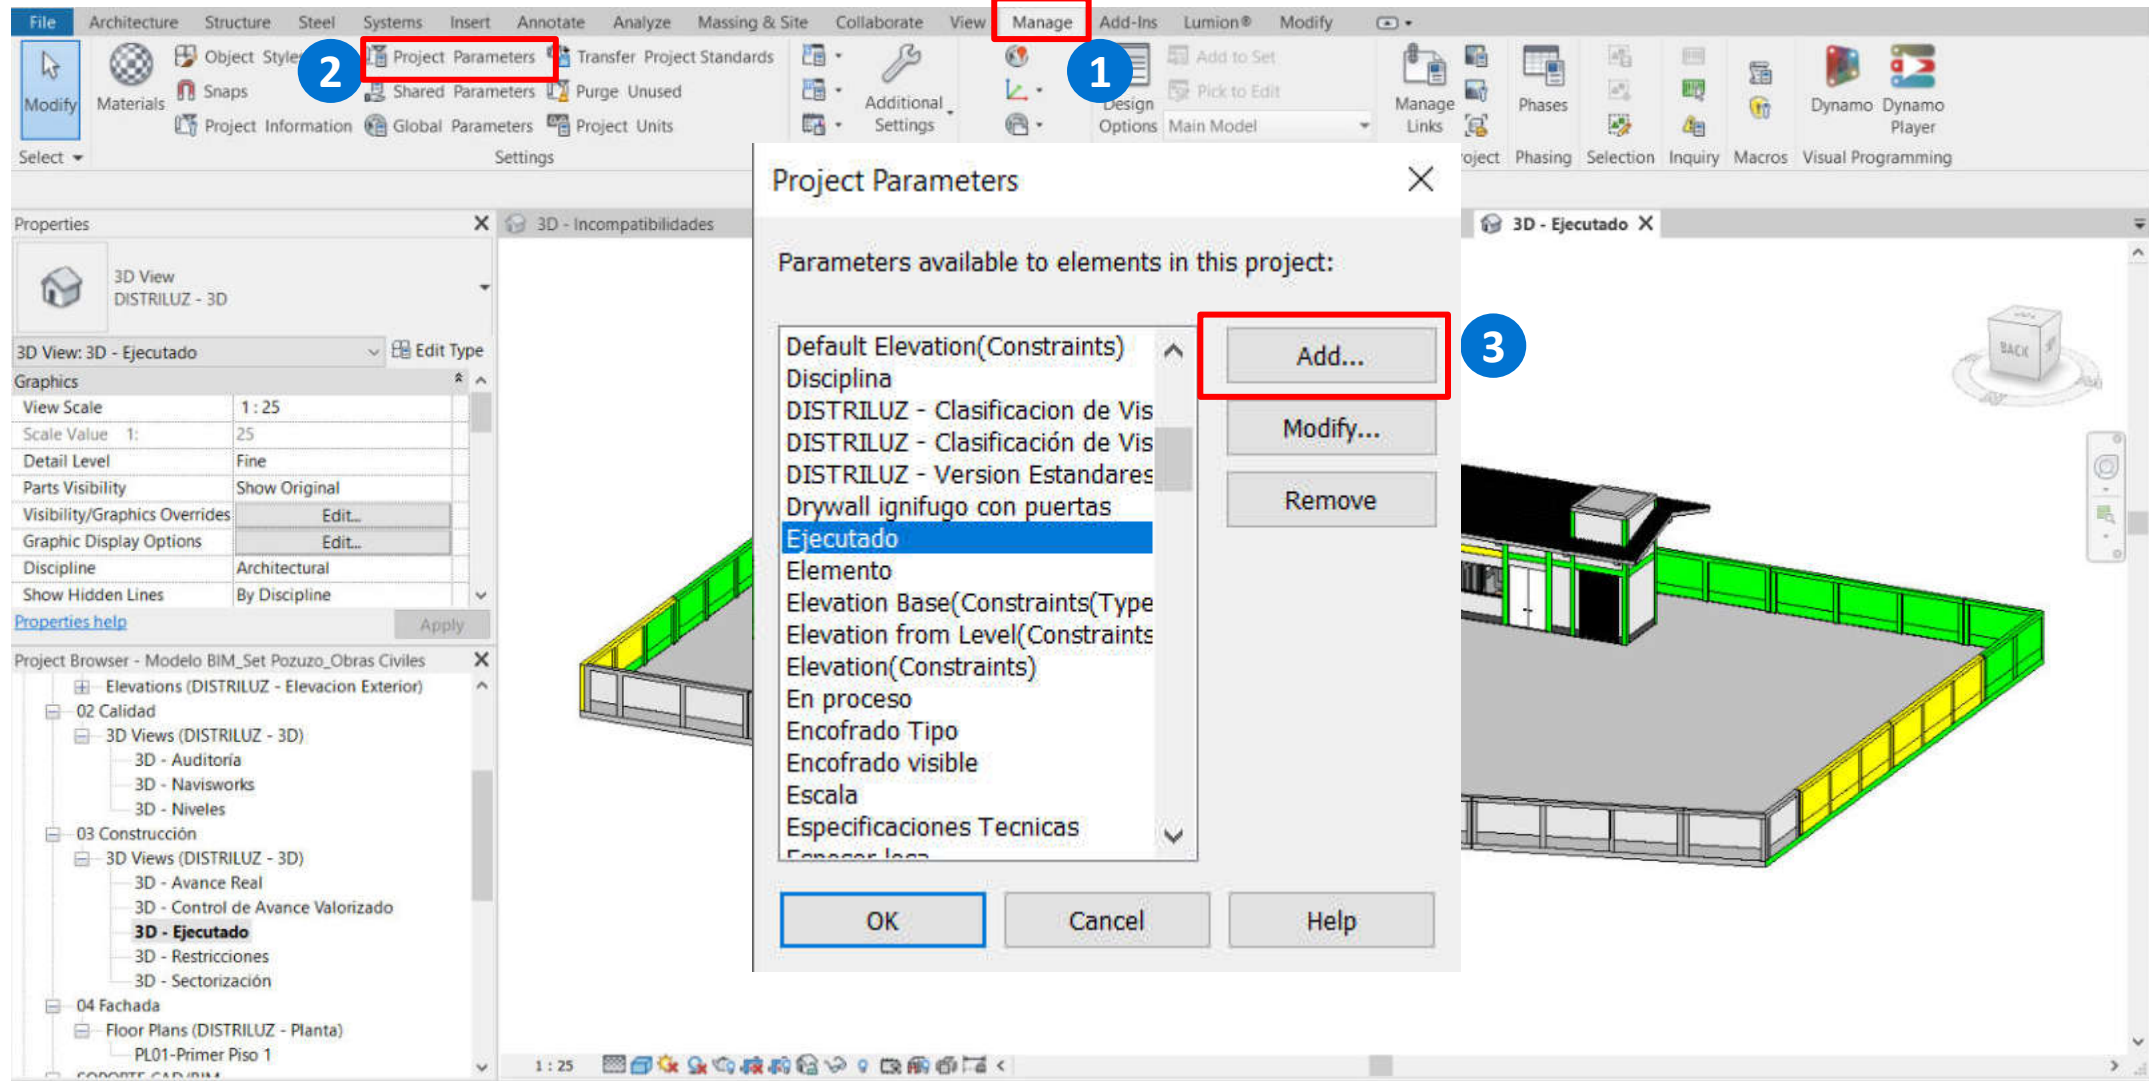 File Architecture Structure Steel Systems Insert Annotate Analyze Massing & Site Collaborate View Manage Add-Ins Lumion® Modify
Modify
Materials
Object Style
Snaps
Project Information
2
Project Parameters
Shared Parameters
Global Parameters
Transfer Project Standards
Purge Unused
Project Units
Additional
Settings
1
Design
Options
Add to Set
Pick to Edit
Main Model
Manage
Links
Phases
Dynamo
Dynamo
Player
Select
Settings
oject
Phasing
Selection
Inquiry
Macros
Visual Programming
Properties
3D View
DISTRILUZ - 3D
3D View: 3D - Ejecutado
Edit Type
Graphics
View Scale 1 : 25
Scale Value 1: 25
Detail Level Fine
Parts Visibility Show Original
Visibility/Graphics Overrides Edit...
Graphic Display Options Edit...
Discipline Architectural
Show Hidden Lines By Discipline
Properties help
Apply
Project Browser - Modelo BIM_Set Pozuzo_Obras Civiles
Elevations (DISTRILUZ - Elevacion Exterior)
02 Calidad
3D Views (DISTRILUZ - 3D)
3D - Auditoría
3D - Navisworks
3D - Niveles
03 Construcción
3D Views (DISTRILUZ - 3D)
3D - Avance Real
3D - Control de Avance Valorizado
3D - Ejecutado
3D - Restricciones
3D - Sectorización
04 Fachada
Floor Plans (DISTRILUZ - Planta)
PL01-Primer Piso 1
3D - Incompatibilidades
3D - Ejecutado
Project Parameters
Parameters available to elements in this project:
Default Elevation(Constraints)
Disciplina
DISTRILUZ - Clasificacion de Vis
DISTRILUZ - Clasificación de Vis
DISTRILUZ - Version Estandares
Drywall ignifugo con puertas
Ejecutado
Elemento
Elevation Base(Constraints(Type
Elevation from Level(Constraints
Elevation(Constraints)
En proceso
Encofrado Tipo
Encofrado visible
Escala
Especificaciones Tecnicas
Add...
3
Modify...
Remove
OK
Cancel
Help
BACK
1 : 25